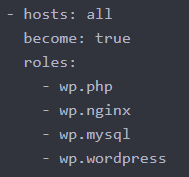 - hosts: all
  become: true
  roles:
    - wp.php
    - wp.nginx
    - wp.mysql
    - wp.wordpress